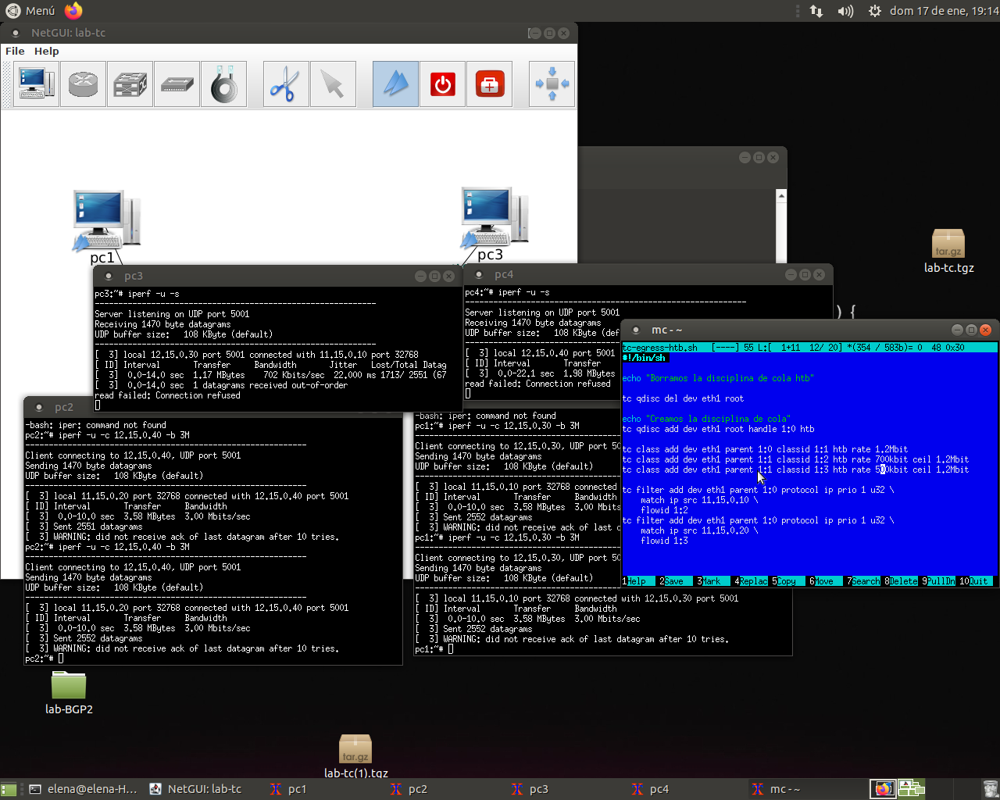 Menú
dom 17 de ene, 19:14
NetGUI: lab-tc
File Help
pc1
pc3
tar.gz
lab-tc.tgz
) {
pc3
pc3:~# iperf -u -s
------------------------------------------------------------
Server listening on UDP port 5001
Receiving 1470 byte datagrams
UDP buffer size:   108 KByte (default)
------------------------------------------------------------
[  3] local 12.15.0.30 port 5001 connected with 11.15.0.10 port 32768
[ ID] Interval       Transfer     Bandwidth       Jitter   Lost/Total Datag
[  3]  0.0-14.0 sec  1.17 MBytes    702 Kbits/sec  22.000 ms 1713/ 2551 (67
[  3]  0.0-14.0 sec  1 datagrams received out-of-order
read failed: Connection refused
pc4
pc4:~# iperf -u -s
------------------------------------------------------------
Server listening on UDP port 5001
Receiving 1470 byte datagrams
UDP buffer size:   108 KByte (def
[  3] local 12.15.0.40 port 5001
[ ID] Interval       Transfer
[  3]  0.0-22.1 sec  1.98 MBytes
read failed: Connection refused
mc - ~
tc-egress-htb.sh   [----] 55 L:[  1+11  12/ 20] *(354 / 583b)= 0  48 0x30
#!/bin/sh
echo "Borramos la disciplina de cola htb"
tc qdisc del dev eth1 root
echo "Creamos la disciplina de cola"
tc qdisc add dev eth1 root handle 1:0 htb
tc class add dev eth1 parent 1:0 classid 1:1 htb rate 1.2Mbit
tc class add dev eth1 parent 1:1 classid 1:2 htb rate 700kbit ceil 1.2Mbit
tc class add dev eth1 parent 1:1 classid 1:3 htb rate 500kbit ceil 1.2Mbit
tc filter add dev eth1 parent 1:0 protocol ip prio 1 u32 \
    match ip src 11.15.0.10 \
    flowid 1:2
tc filter add dev eth1 parent 1:0 protocol ip prio 1 u32 \
    match ip src 11.15.0.20 \
    flowid 1:3
1Help 2Save 3Mark 4Replac 5Copy 6Move 7Search 8Delete 9PullDn 10Quit
pc2
-bash: iper: command not found
pc2:~# iperf -u -c 12.15.0.40 -b 3M
------------------------------------------------------------
Client connecting to 12.15.0.40, UDP port 5001
Sending 1470 byte datagrams
UDP buffer size:   108 KByte (default)
------------------------------------------------------------
[  3] local 11.15.0.20 port 32768 connected with 12.15.0.40 port 5001
[ ID] Interval       Transfer     Bandwidth
[  3]  0.0-10.0 sec  3.58 MBytes  3.00 Mbits/sec
[  3] Sent 2551 datagrams
[  3] WARNING: did not receive ack of last datagram after 10 tries.
pc2:~# iperf -u -c 12.15.0.40 -b 3M
------------------------------------------------------------
Client connecting to 12.15.0.40, UDP port 5001
Sending 1470 byte datagrams
UDP buffer size:   108 KByte (default)
------------------------------------------------------------
[  3] local 11.15.0.20 port 32768 connected with 12.15.0.40 port 5001
[ ID] Interval       Transfer     Bandwidth
[  3]  0.0-10.0 sec  3.58 MBytes  3.00 Mbits/sec
[  3] Sent 2552 datagrams
[  3] WARNING: did not receive ack of last datagram after 10 tries.
pc2:~#
-bash: iperf: command not found
pc1:~# iperf -u -c 12.15.0.30 -b 3M
Client connecting to 12.15.0.30, UDP port 50
Sending 1470 byte datagrams
UDP buffer size:   108 KByte (default)
[  3] local 11.15.0.10 port 32768 connected
[ ID] Interval       Transfer     Bandwidth
[  3]  0.0-10.0 sec  3.58 MBytes  3.00 Mbits
[  3] Sent 2552 datagrams
[  3] WARNING: did not receive ack of last d
pc1:~# iperf -u -c 12.15.0.30 -b 3M
Client connecting to 12.15.0.30, UDP port 50
Sending 1470 byte datagrams
UDP buffer size:   108 KByte (default)
[  3] local 11.15.0.10 port 32768 connected with 12.15.0.30 port 5001
[ ID] Interval       Transfer     Bandwidth
[  3]  0.0-10.0 sec  3.58 MBytes  3.00 Mbits/sec
[  3] Sent 2552 datagrams
[  3] WARNING: did not receive ack of last datagram after 10 tries.
pc1:~#
lab-BGP2
tar.gz
lab-tc(1).tgz
elena@elena-H...
NetGUI: lab-tc
pc1
pc2
pc3
pc4
mc - ~